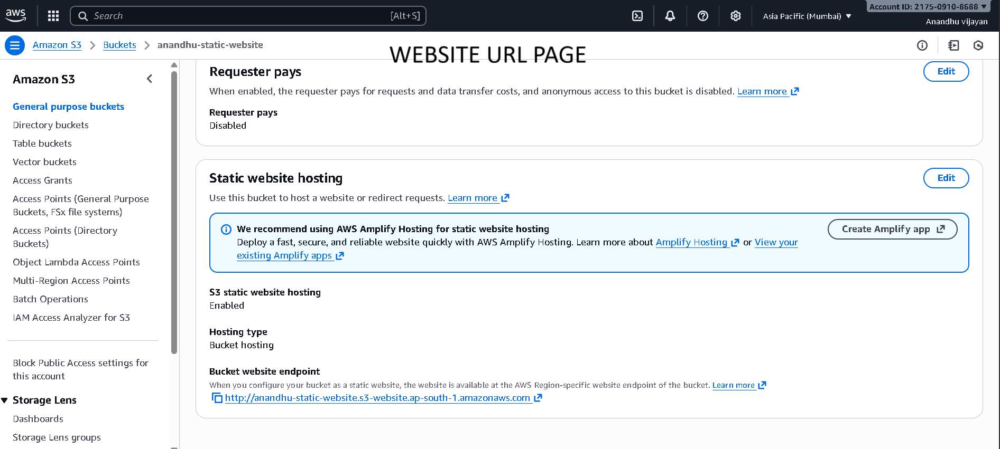 aws
Search [Alt+S]
Asia Pacific (Mumbai)
Account ID: 2175-0910-8688
Anandhu vijayan
Amazon S3 > Buckets > anandhu-static-website
WEBSITE URL PAGE
Amazon S3
General purpose buckets
Directory buckets
Table buckets
Vector buckets
Access Grants
Access Points (General Purpose
Buckets, FSx file systems)
Access Points (Directory
Buckets)
Object Lambda Access Points
Multi-Region Access Points
Batch Operations
IAM Access Analyzer for S3
Block Public Access settings for
this account
Storage Lens
Dashboards
Storage Lens groups
Requester pays
Edit
When enabled, the requester pays for requests and data transfer costs, and anonymous access to this bucket is disabled. Learn more
Requester pays
Disabled
Static website hosting
Edit
Use this bucket to host a website or redirect requests. Learn more
We recommend using AWS Amplify Hosting for static website hosting
Create Amplify app
Deploy a fast, secure, and reliable website quickly with AWS Amplify Hosting. Learn more about Amplify Hosting or View your
existing Amplify apps
S3 static website hosting
Enabled
Hosting type
Bucket hosting
Bucket website endpoint
When you configure your bucket as a static website, the website is available at the AWS Region-specific website endpoint of the bucket. Learn more
http://anandhu-static-website.s3-website.ap-south-1.amazonaws.com